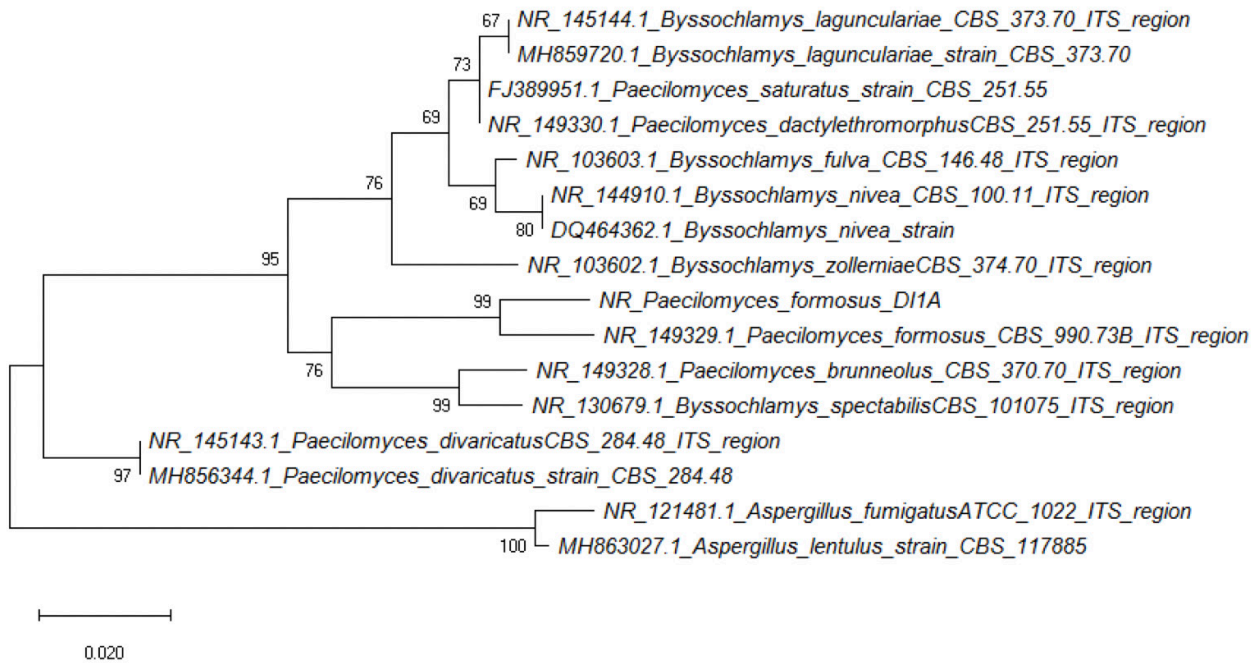 67
NR_145144.1_Byssochlamys_lagunculariae_CBS_373.70_ITS_region
MH859720.1_Byssochlamys_lagunculariae_strain_CBS_373.70
73
FJ389951.1_Paecilomyces_saturatus_strain_CBS_251.55
69
NR_149330.1_Paecilomyces_dactylethromorphusCBS_251.55_ITS_region
NR_103603.1_Byssochlamys_fulva_CBS_146.48_ITS_region
76
NR_144910.1_Byssochlamys_nivea_CBS_100.11_ITS_region
69
80
DQ464362.1_Byssochlamys_nivea_strain
95
NR_103602.1_Byssochlamys_zollerniaeCBS_374.70_ITS_region
99
NR_Paecilomyces_formosus_DI1A
NR_149329.1_Paecilomyces_formosus_CBS_990.73B_ITS_region
76
NR_149328.1_Paecilomyces_brunneolus_CBS_370.70_ITS_region
99
NR_130679.1_Byssochlamys_spectabilisCBS_101075_ITS_region
NR_145143.1_Paecilomyces_divaricatusCBS_284.48_ITS_region
97
MH856344.1_Paecilomyces_divaricatus_strain_CBS_284.48
NR_121481.1_Aspergillus_fumigatusATCC_1022_ITS_region
100
MH863027.1_Aspergillus_lentulus_strain_CBS_117885
0.020